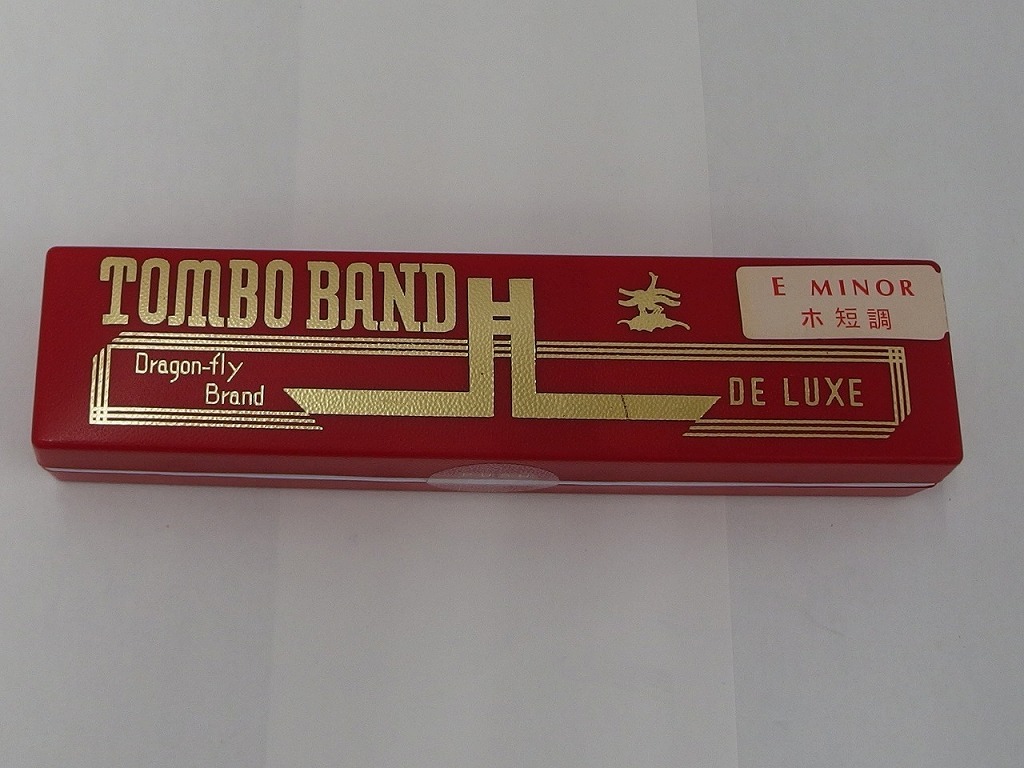 TOMBO BAND
H
E MINOR
ホ短調
Dragon-fly
Brand
DE LUXE